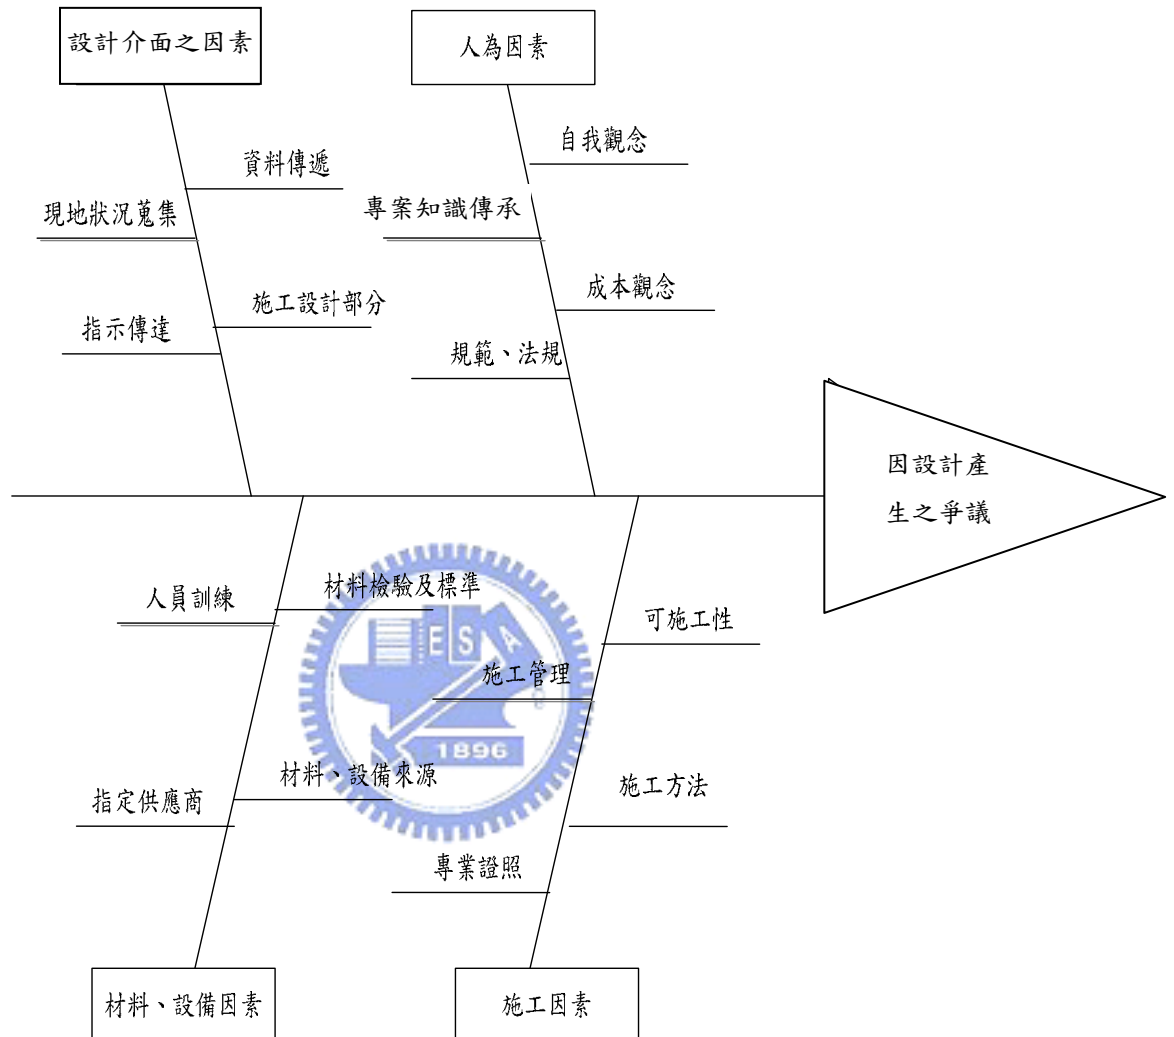 設計介面之因素
人為因素
自我觀念
資料傳遞
專案知識傳承
現地狀況蒐集
成本觀念
施工設計部分
指示傳達
規範、法規
因設計產
生之爭議
材料檢驗及標準
人員訓練
可施工性
ESA
施工管理
1896
材料、設備來源
施工方法
指定供應商
專業證照
材料、設備因素
施工因素